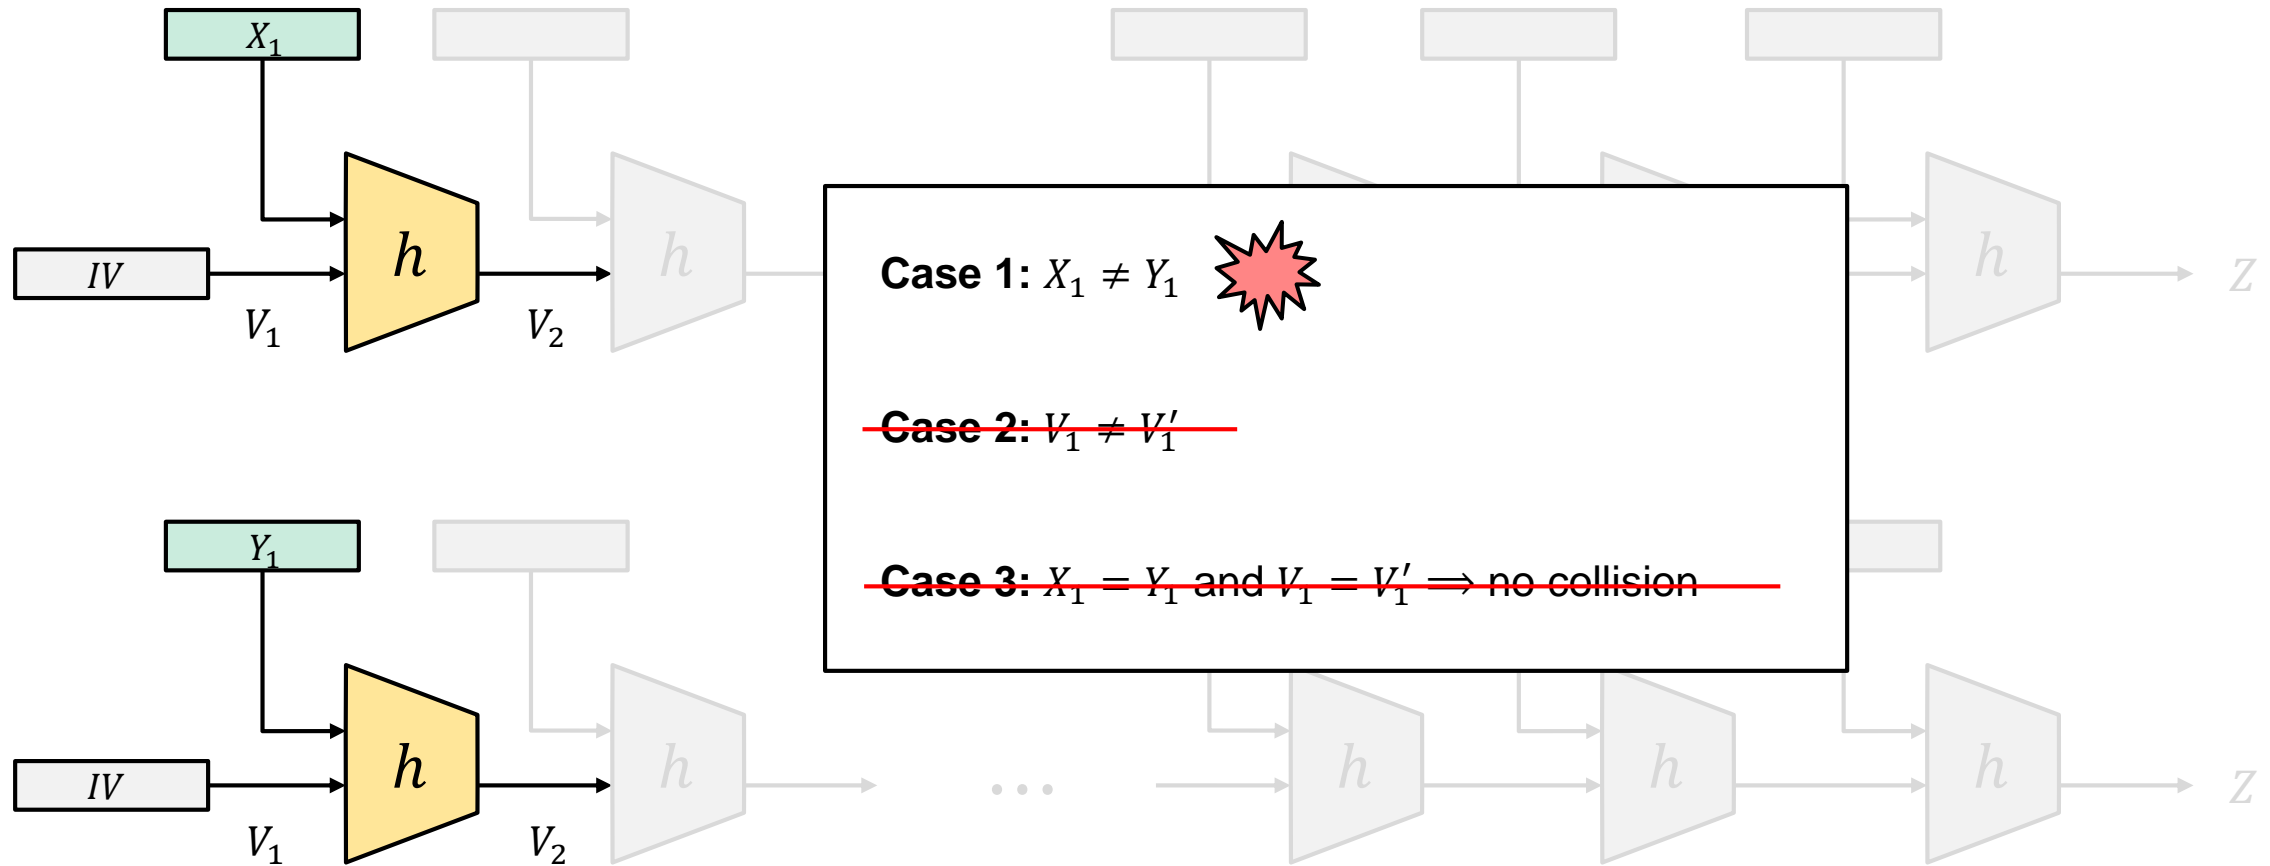 X₁
h
h
h
IV
V₁
V₂
Z
Case 1: X₁ ≠ Y₁
Case 2: V₁ ≠ V₁′
Case 3: X₁ = Y₁ and V₁ = V₁′ ⟹ no collision
Y₁
h
h
h
h
h
IV
V₁
V₂
...
Z